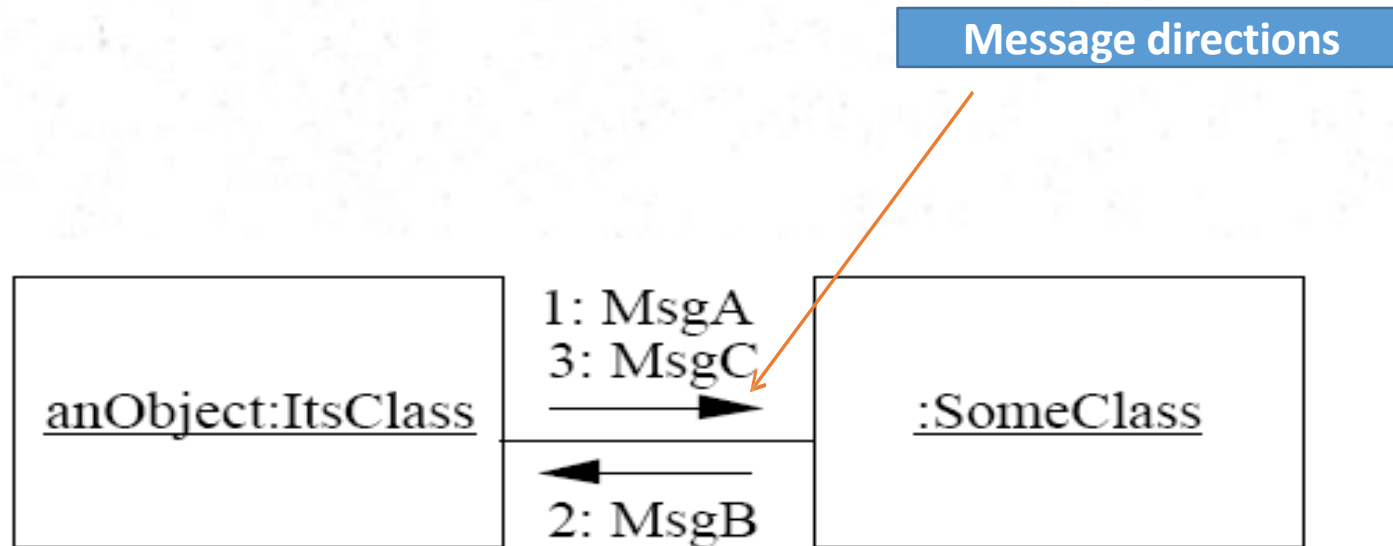 Message directions
1: MsgA
3: MsgC
anObject:ItsClass
:SomeClass
2: MsgB